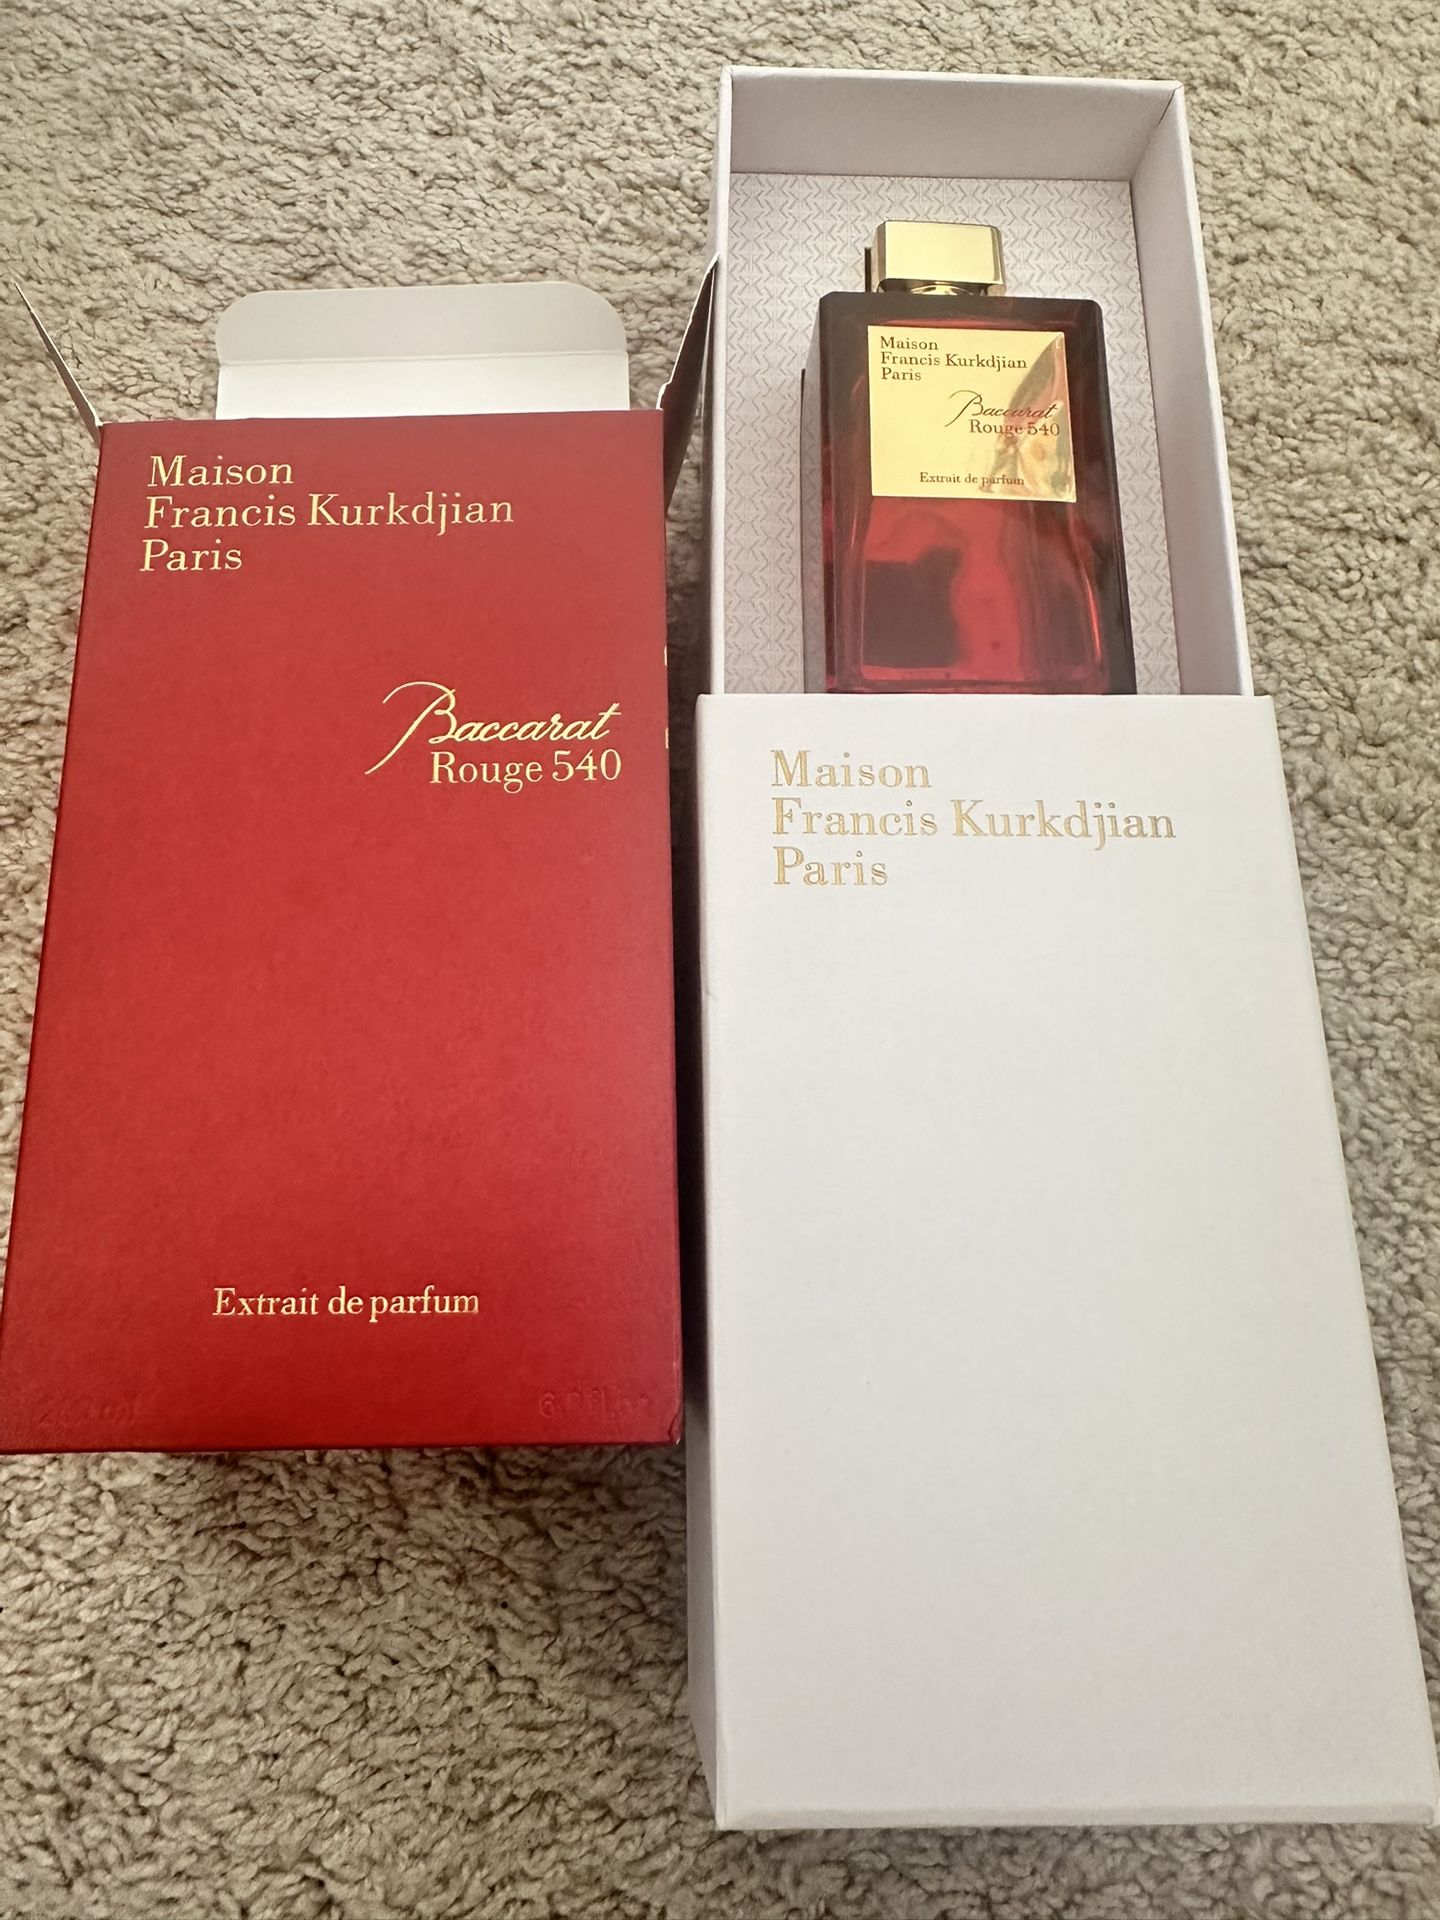 Maison
Francis Kurkdjian
Paris
Baccarat
Rouge 540
Extrait de parfum
Maison
Francis Kurkdjian
Paris
Baccarat
Rouge 540
Extrait de parfum
Maison
Francis Kurkdjian
Paris